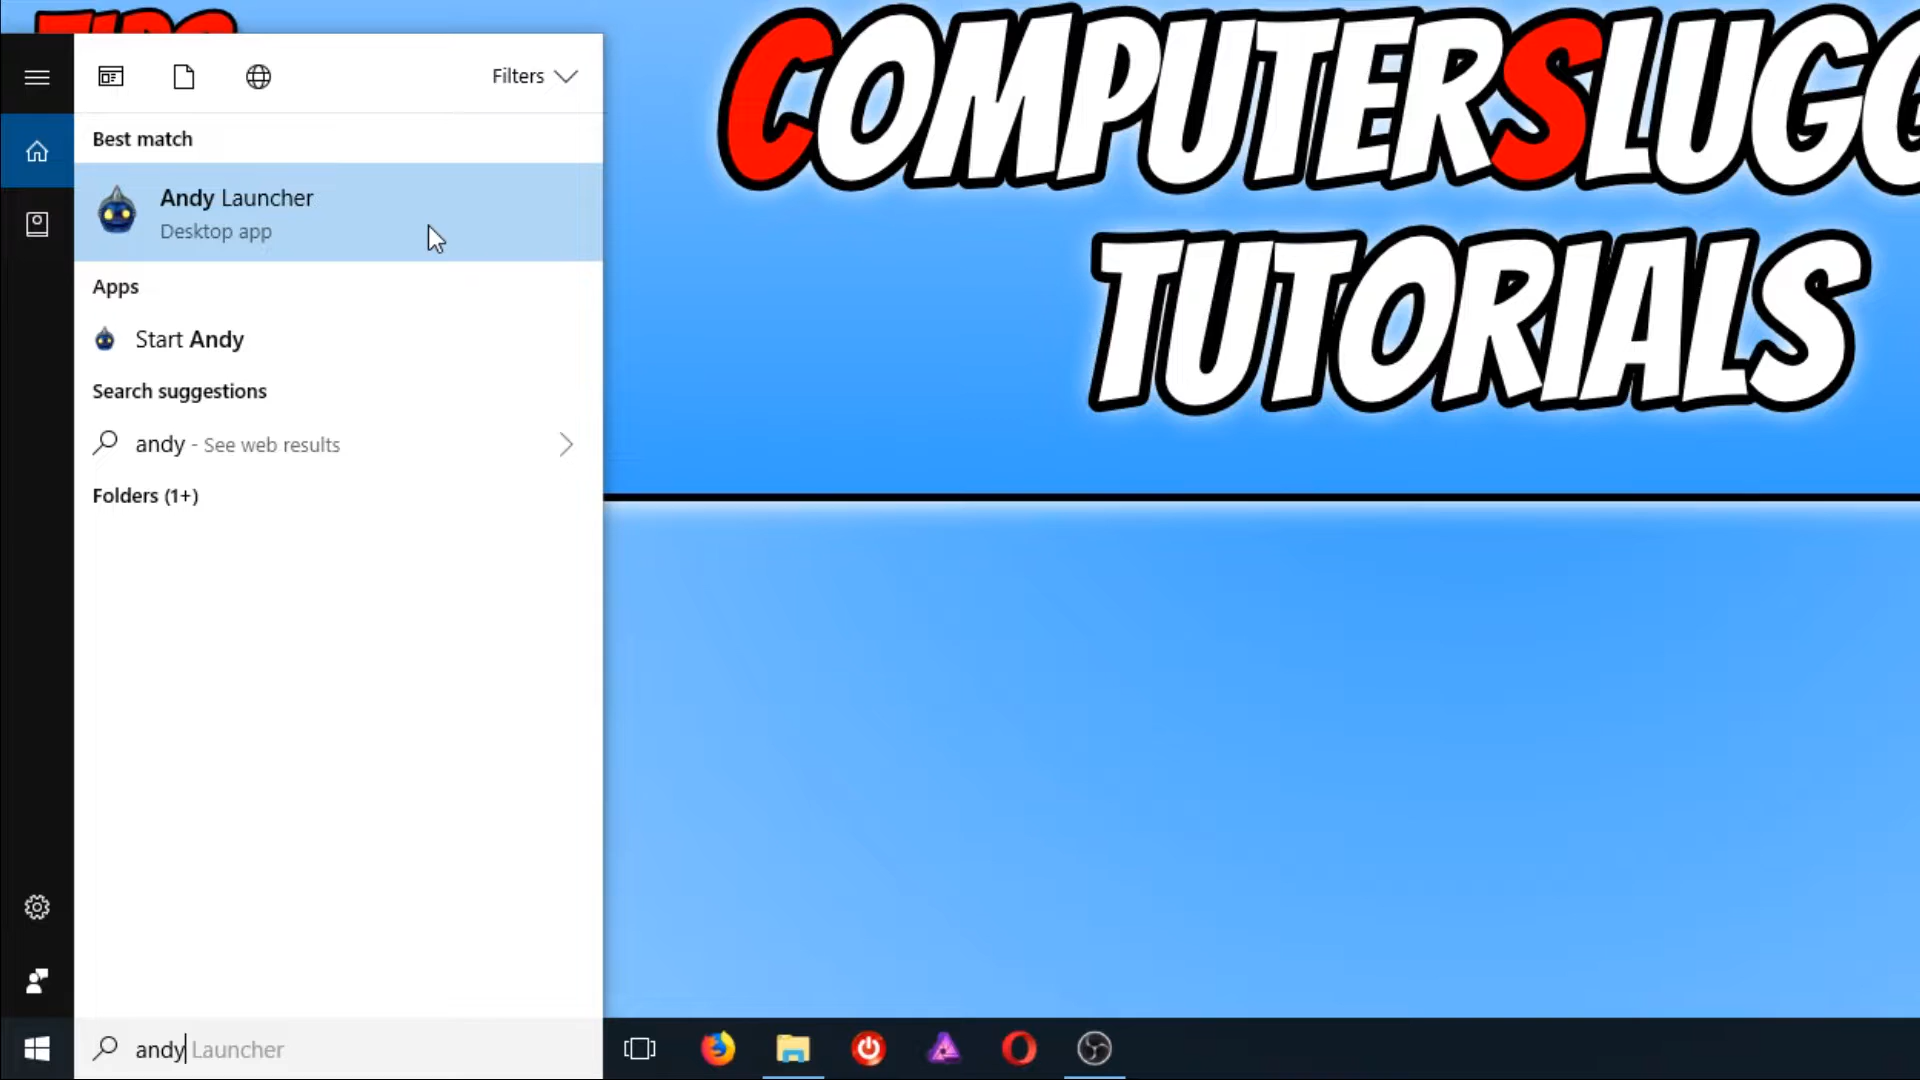 TIPS
COMPUTERSLUGG
TUTORIALS
Filters
Best match
Andy Launcher
Desktop app
Apps
Start Andy
Search suggestions
andy - See web results
Folders (1+)
andy Launcher